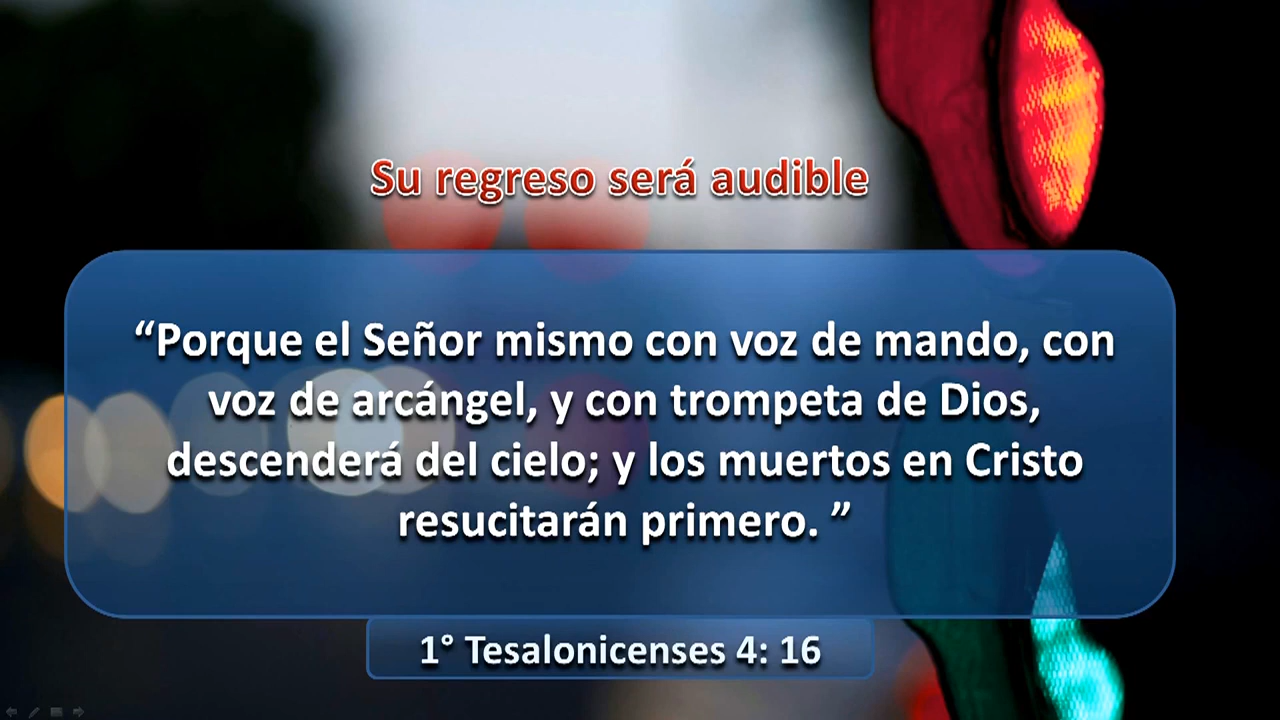 Su regreso será audible
“Porque el Señor mismo con voz de mando, con
voz de arcángel, y con trompeta de Dios,
descenderá del cielo; y los muertos en Cristo
resucitarán primero. ”
1° Tesalonicenses 4: 16